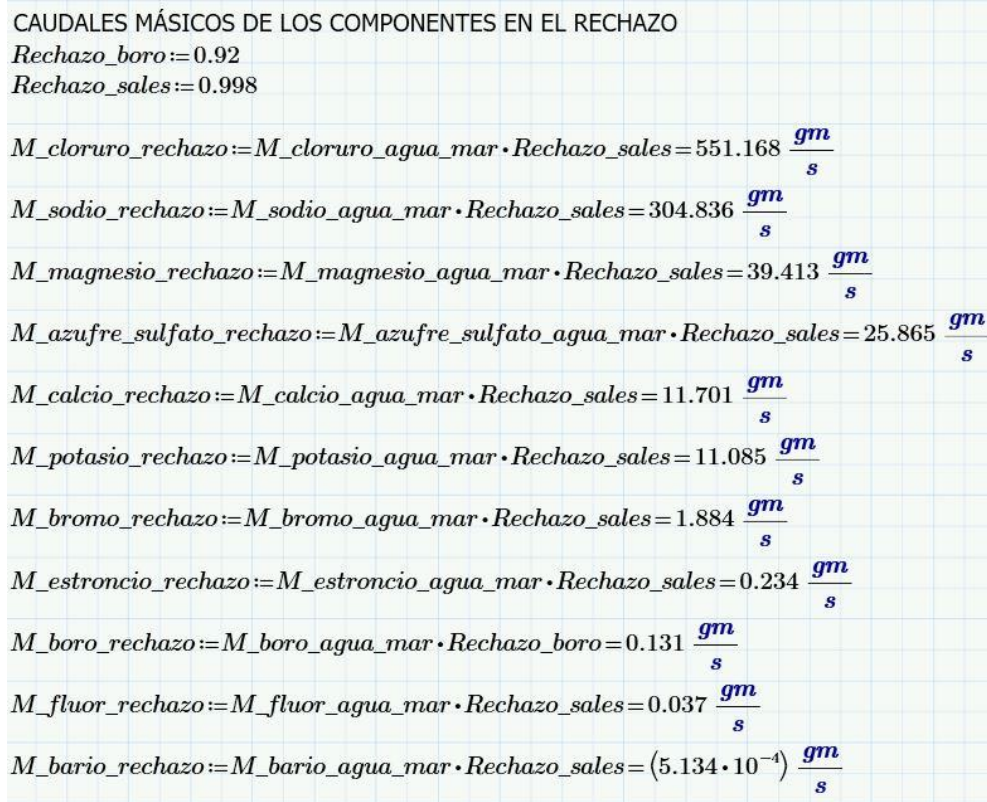 CAUDALES MÁSICOS DE LOS COMPONENTES EN EL RECHAZO
Rechazo_boro:=0.92
Rechazo_sales:=0.998
M_cloruro_rechazo:=M_cloruro_agua_mar·Rechazo_sales=551.168 gm/s
M_sodio_rechazo:=M_sodio_agua_mar·Rechazo_sales=304.836 gm/s
M_magnesio_rechazo:=M_magnesio_agua_mar·Rechazo_sales=39.413 gm/s
M_azufre_sulfato_rechazo:=M_azufre_sulfato_agua_mar·Rechazo_sales=25.865 gm/s
M_calcio_rechazo:=M_calcio_agua_mar·Rechazo_sales=11.701 gm/s
M_potasio_rechazo:=M_potasio_agua_mar·Rechazo_sales=11.085 gm/s
M_bromo_rechazo:=M_bromo_agua_mar·Rechazo_sales=1.884 gm/s
M_estroncio_rechazo:=M_estroncio_agua_mar·Rechazo_sales=0.234 gm/s
M_boro_rechazo:=M_boro_agua_mar·Rechazo_boro=0.131 gm/s
M_fluor_rechazo:=M_fluor_agua_mar·Rechazo_sales=0.037 gm/s
M_bario_rechazo:=M_bario_agua_mar·Rechazo_sales=(5.134·10⁻⁴) gm/s